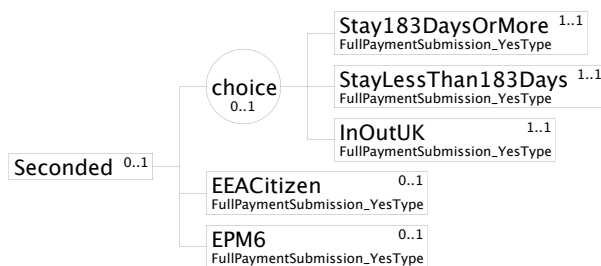 Stay183DaysOrMore 1..1
FullPaymentSubmission_YesType
choice
0..1
StayLessThan183Days 1..1
FullPaymentSubmission_YesType
InOutUK 1..1
FullPaymentSubmission_YesType
Seconded 0..1
EEACitizen 0..1
FullPaymentSubmission_YesType
EPM6 0..1
FullPaymentSubmission_YesType